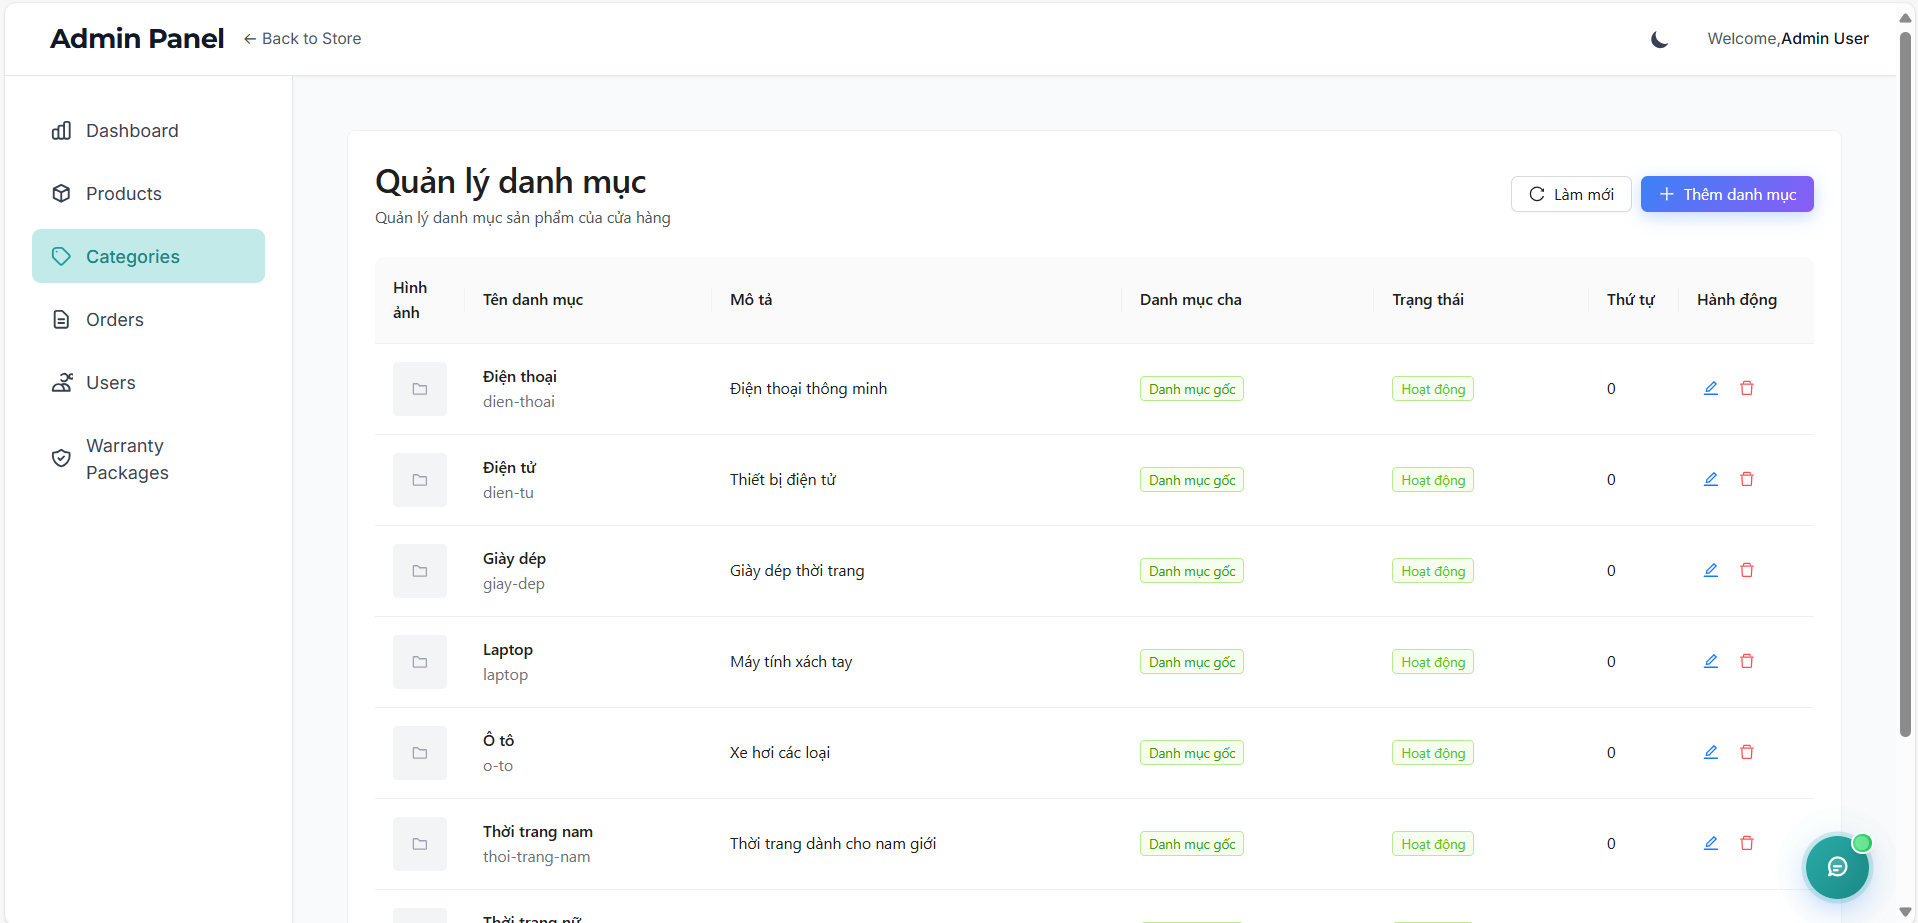 Admin Panel
← Back to Store
Welcome,Admin User
Dashboard
Products
Categories
Orders
Users
Warranty
Packages
Quản lý danh mục
Quản lý danh mục sản phẩm của cửa hàng
Làm mới
+ Thêm danh mục
Hình
ảnh
Tên danh mục
Mô tả
Danh mục cha
Trạng thái
Thứ tự
Hành động
Điện thoại
dien-thoai
Điện thoại thông minh
Danh mục gốc
Hoạt động
0
Điện tử
dien-tu
Thiết bị điện tử
Danh mục gốc
Hoạt động
0
Giày dép
giay-dep
Giày dép thời trang
Danh mục gốc
Hoạt động
0
Laptop
laptop
Máy tính xách tay
Danh mục gốc
Hoạt động
0
Ô tô
o-to
Xe hơi các loại
Danh mục gốc
Hoạt động
0
Thời trang nam
thoi-trang-nam
Thời trang dành cho nam giới
Danh mục gốc
Hoạt động
0
Thời trang nữ